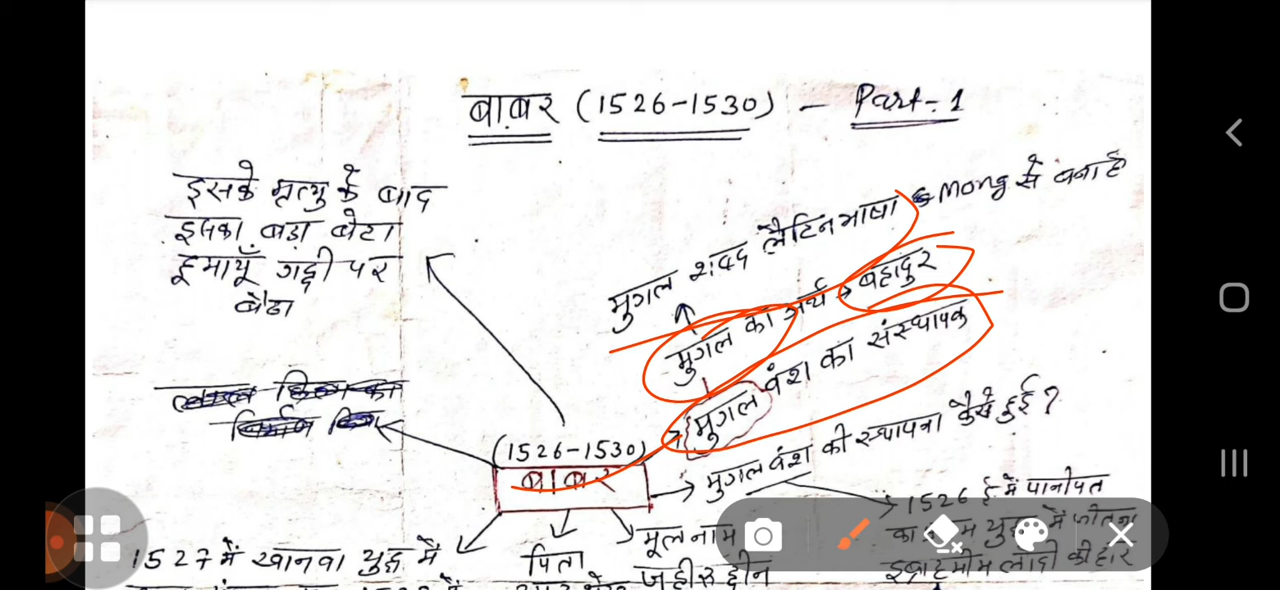 बाबर (1526-1530) - Part-1
इसके मृत्यु के बाद
इसका बड़ा बेटा
हुमायूँ गद्दी पर
बैठा
मुगल शब्द लैटिन भाषा Mong से बना है
मुगल का अर्थ → बहादुर
मुगल वंश का संस्थापक
(1526-1530)
बाबर
मुगल वंश की स्थापना कैसे हुई ?
1526 ई में पानीपत
का युद्ध में
इब्राहीम लोदी की हार
1527 में खानवा युद्ध में
पिता
मूल नाम
जहीरुद्दीन